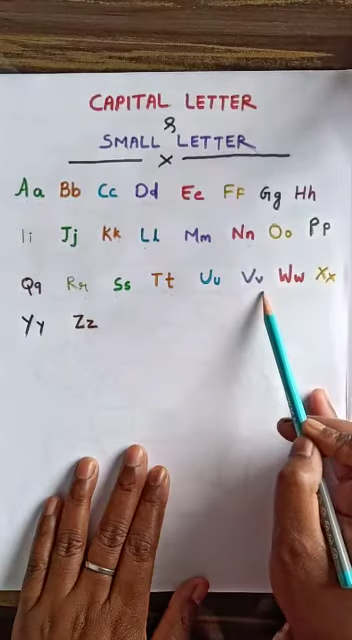 CAPITAL LETTER
&
SMALL LETTER
x
Aa Bb Cc Dd Ee Ff Gg Hh
Ii Jj Kk Ll Mm Nn Oo Pp
Qq Rr Ss Tt Uu Vv Ww Xx
Yy Zz